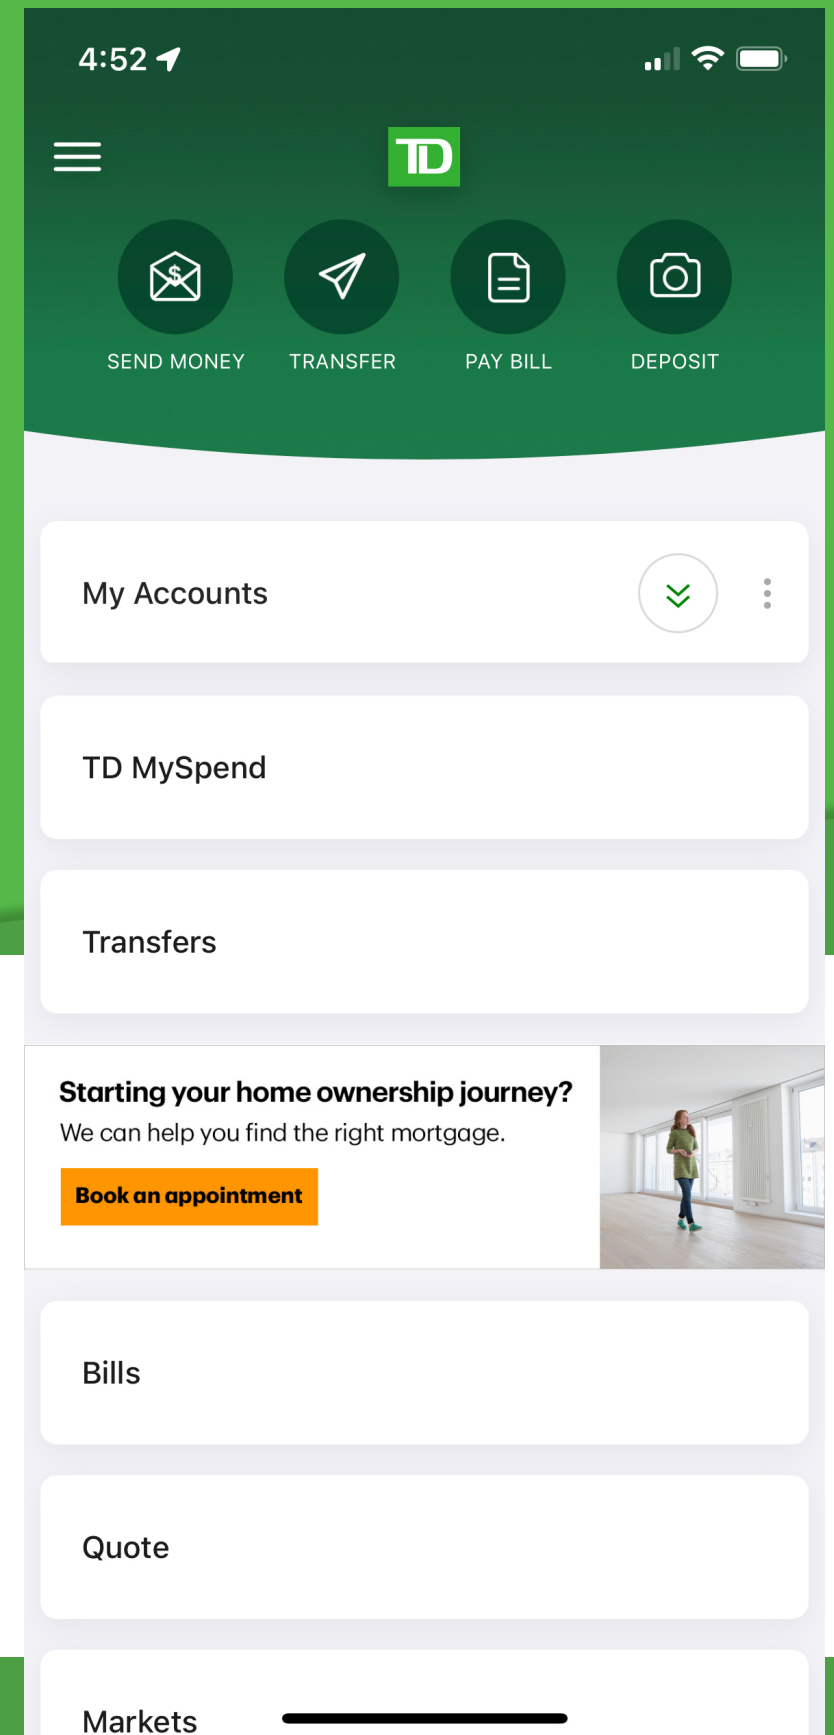 4:52
TD
$
SEND MONEY TRANSFER PAY BILL DEPOSIT
My Accounts
TD MySpend
Transfers
Starting your home ownership journey?
We can help you find the right mortgage.
Book an appointment
Bills
Quote
Markets